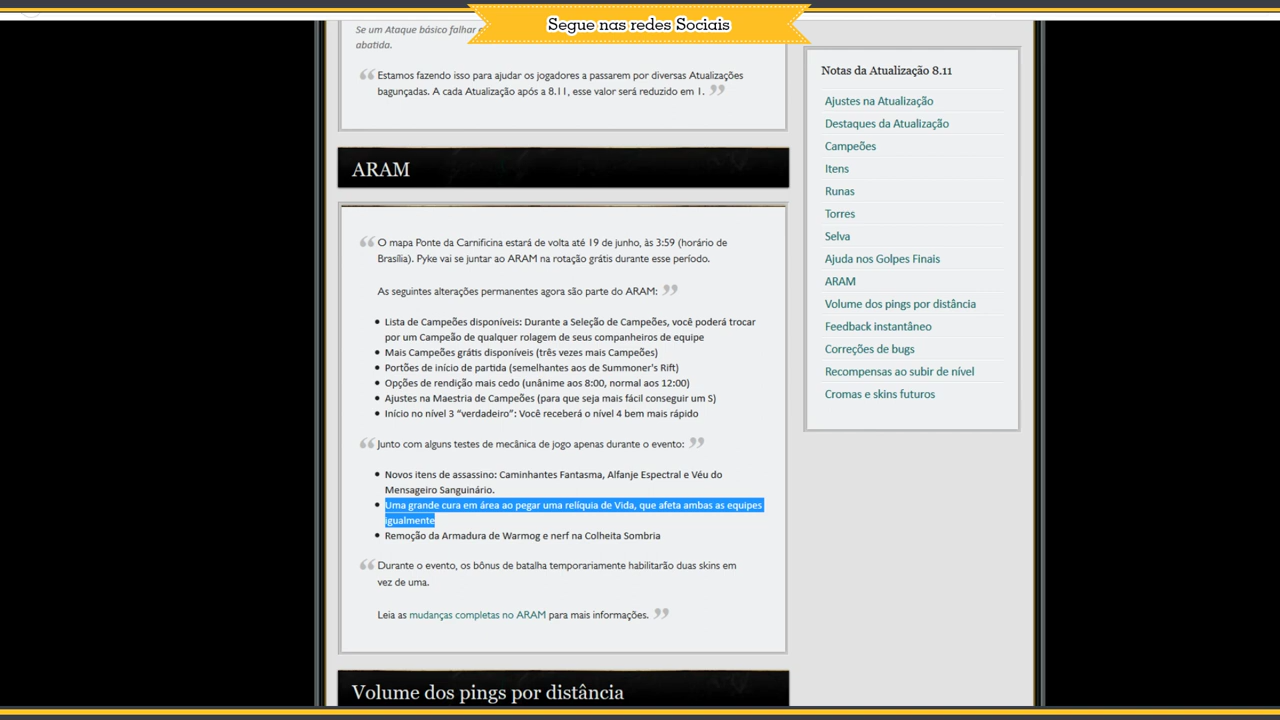 Segue nas redes Sociais
Se um Ataque básico falhar
abatida.
Estamos fazendo isso para ajudar os jogadores a passarem por diversas Atualizações
bagunçadas. A cada Atualização após a 8.11, esse valor será reduzido em 1.
ARAM
O mapa Ponte da Carnificina estará de volta até 19 de junho, às 3:59 (horário de
Brasília). Pyke vai se juntar ao ARAM na rotação grátis durante esse período.
As seguintes alterações permanentes agora são parte do ARAM:
Lista de Campeões disponíveis: Durante a Seleção de Campeões, você poderá trocar
por um Campeão de qualquer rolagem de seus companheiros de equipe
Mais Campeões grátis disponíveis (três vezes mais Campeões)
Portões de início de partida (semelhantes aos de Summoner's Rift)
Opções de rendição mais cedo (unânime aos 8:00, normal aos 12:00)
Ajustes na Maestria de Campeões (para que seja mais fácil conseguir um S)
Início no nível 3 “verdadeiro”: Você receberá o nível 4 bem mais rápido
Junto com alguns testes de mecânica de jogo apenas durante o evento:
Novos itens de assassino: Caminhantes Fantasma, Alfanje Espectral e Véu do
Mensageiro Sanguinário.
Uma grande cura em área ao pegar uma relíquia de Vida, que afeta ambas as equipes
igualmente
Remoção da Armadura de Warmog e nerf na Colheita Sombria
Durante o evento, os bônus de batalha temporariamente habilitarão duas skins em
vez de uma.
Leia as mudanças completas no ARAM para mais informações.
Volume dos pings por distância
Notas da Atualização 8.11
Ajustes na Atualização
Destaques da Atualização
Campeões
Itens
Runas
Torres
Selva
Ajuda nos Golpes Finais
ARAM
Volume dos pings por distância
Feedback instantâneo
Correções de bugs
Recompensas ao subir de nível
Cromas e skins futuros